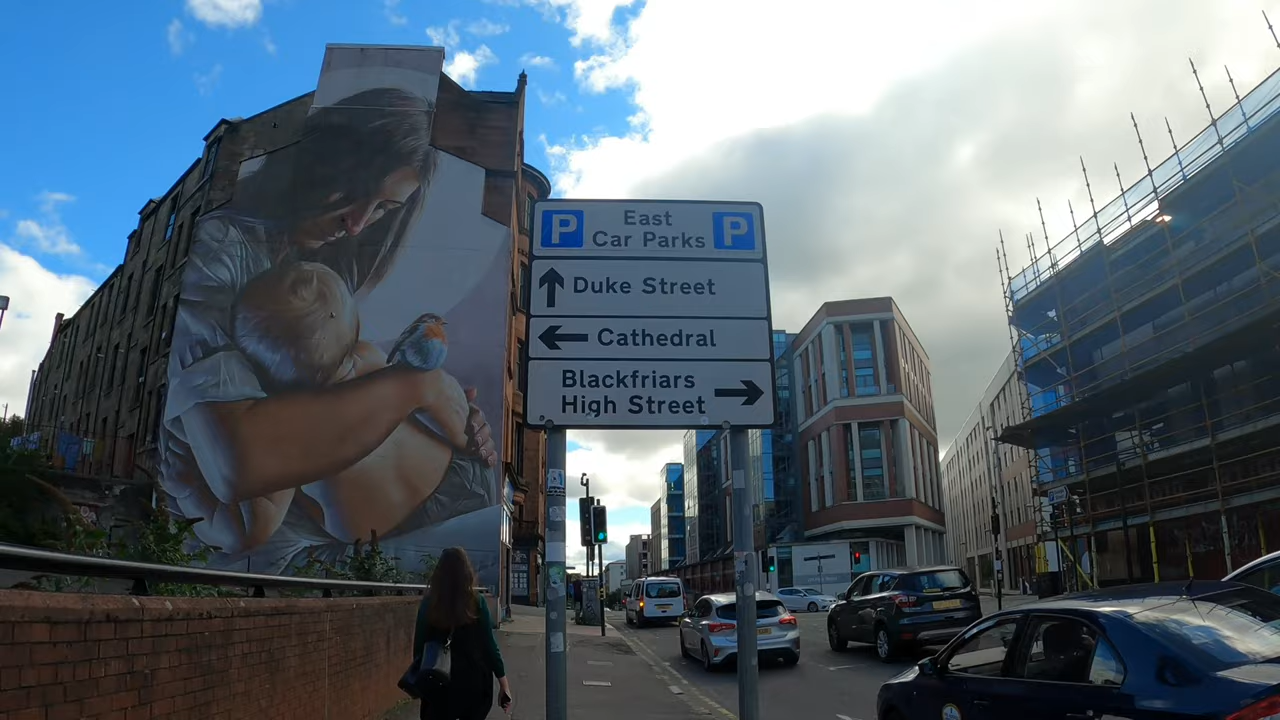 P East P
Car Parks
Duke Street
Cathedral
Blackfriars
High Street